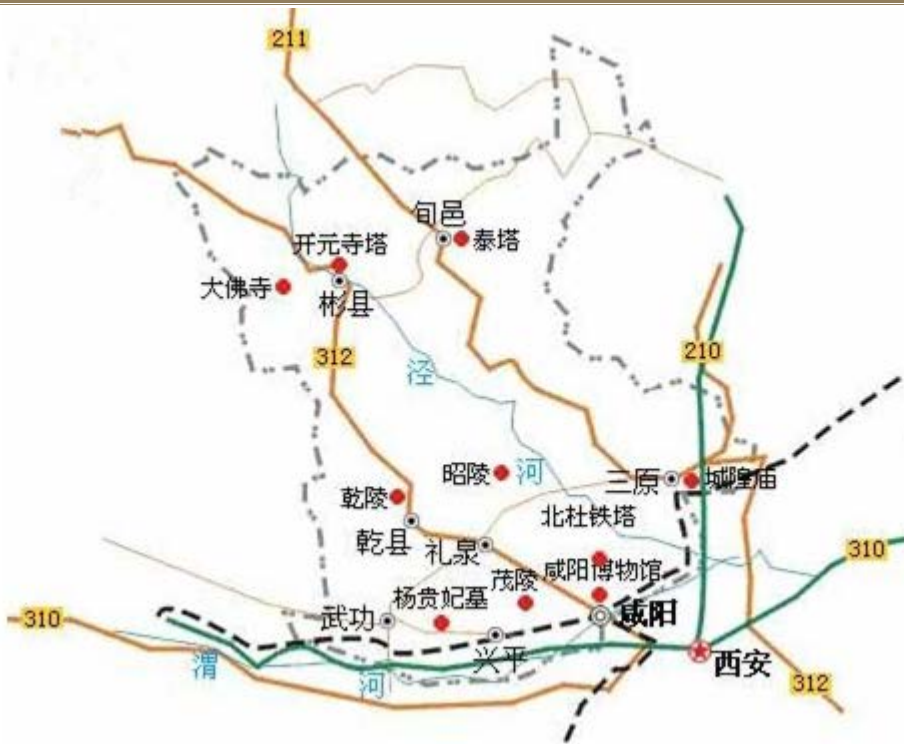 211
旬邑
泰塔
开元寺塔
大佛寺
彬县
312
210
泾
昭陵
河
三原
城隍庙
乾陵
北杜铁塔
乾县
礼泉
310
咸阳博物馆
茂陵
杨贵妃墓
武功
咸阳
310
兴平
西安
渭
河
312